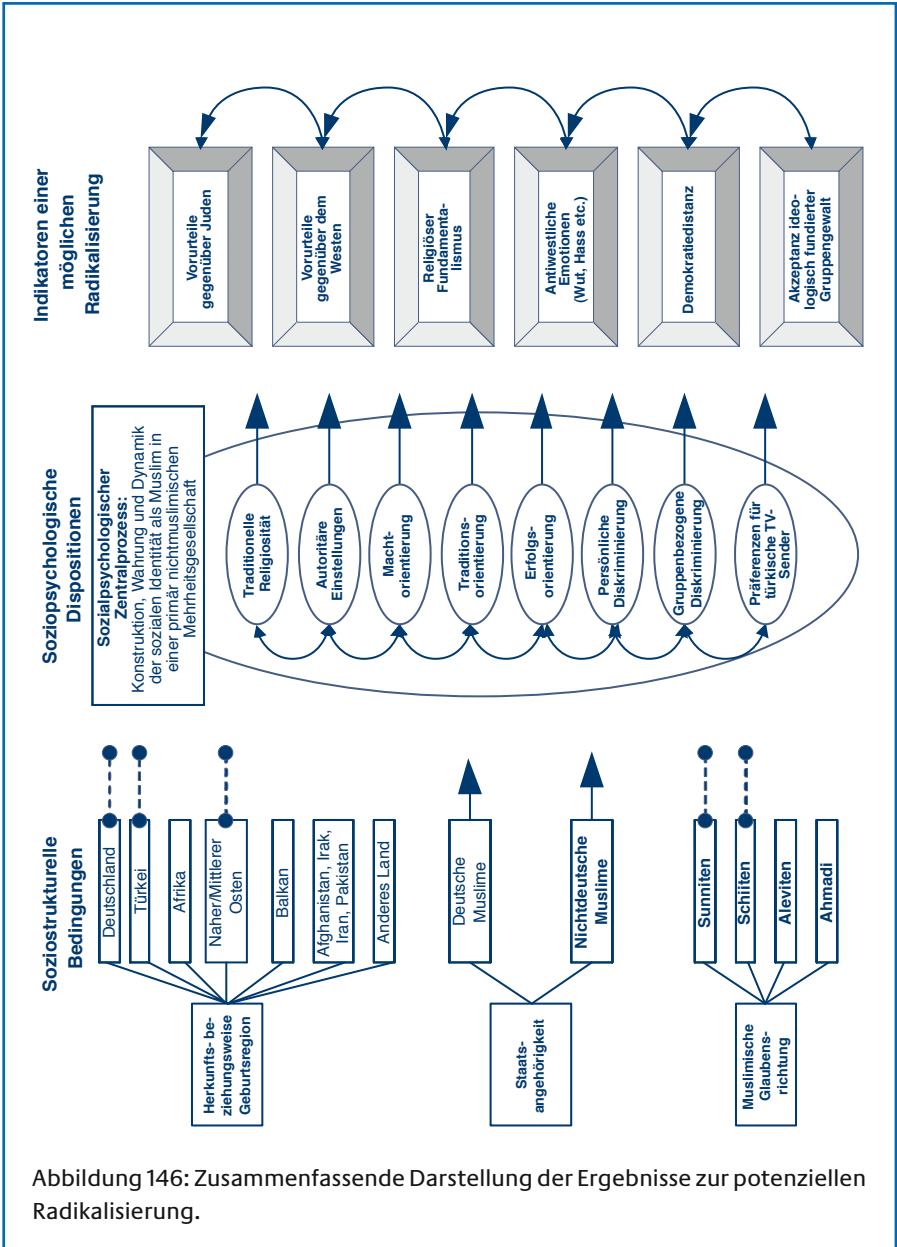 Soziostrukturelle
Bedingungen
Herkunfts- be
ziehungsweise
Geburtsregion
Deutschland
Türkei
Afrika
Naher/Mittlerer
Osten
Balkan
Afghanistan, Irak,
Iran, Pakistan
Anderes Land
Staats-
angehörigkeit
Deutsche
Muslime
Nichtdeutsche
Muslime
Muslimische
Glaubens-
richtung
Sunniten
Schiiten
Aleviten
Ahmadi
Soziopsychologische
Dispositionen
Sozialpsychologischer
Zentralprozess:
Konstruktion, Wahrung und Dynamik
der sozialen Identität als Muslim in
einer primär nichtmuslimischen
Mehrheitsgesellschaft
Traditionelle
Religiosität
Autoritäre
Einstellungen
Macht-
orientierung
Traditions-
orientierung
Erfolgs-
orientierung
Persönliche
Diskriminierung
Gruppenbezogene
Diskriminierung
Präferenzen für
türkische TV-
Sender
Indikatoren einer
möglichen
Radikalisierung
Vorurteile
gegenüber Juden
Vorurteile
gegenüber dem
Westen
Religiöser
Fundamenta-
lismus
Antiwestliche
Emotionen
(Wut, Hass etc.)
Demokratiedistanz
Akzeptanz ideo-
logisch fundierter
Gruppengewalt
Abbildung 146: Zusammenfassende Darstellung der Ergebnisse zur potenziellen
Radikalisierung.